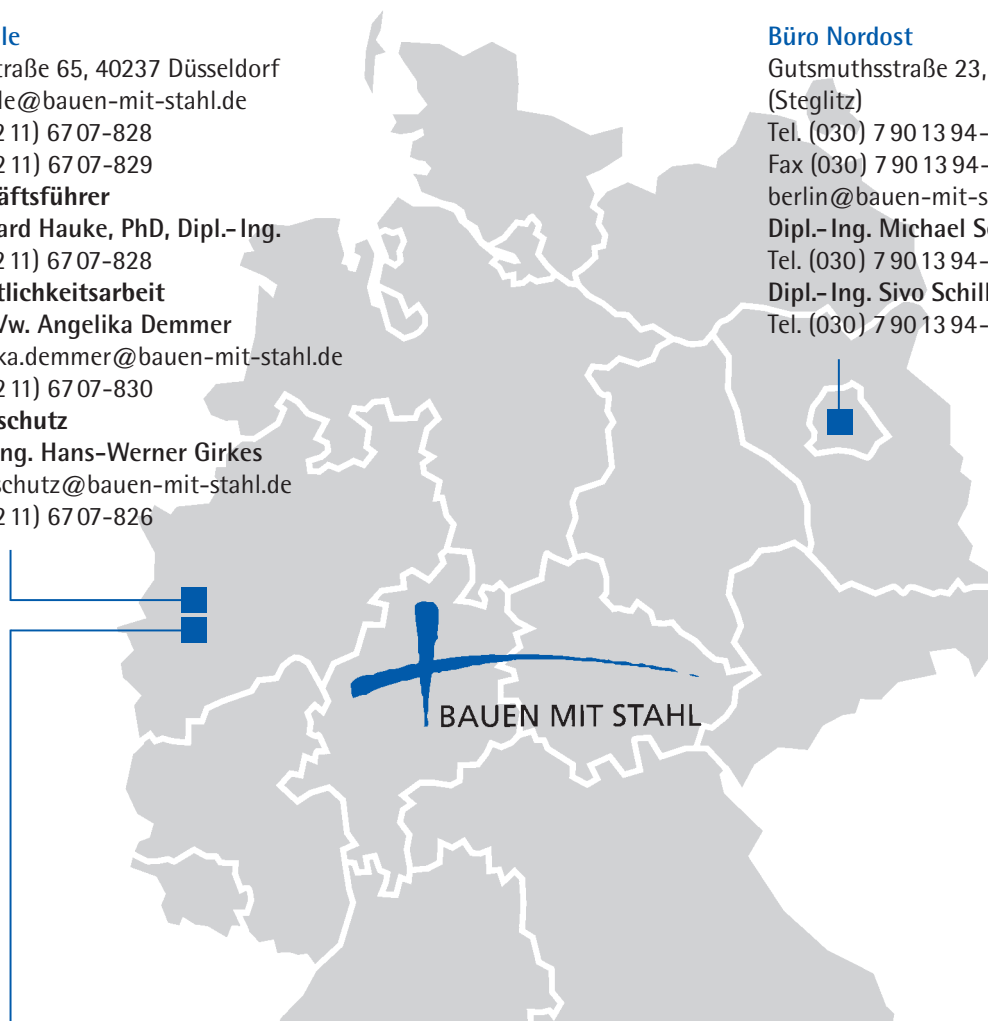 le
traße 65, 40237 Düsseldorf
le@bauen-mit-stahl.de
2 11) 67 07-828
2 11) 67 07-829
äftsführer
ard Hauke, PhD, Dipl.-Ing.
2 11) 67 07-828
tlichkeitsarbeit
/w. Angelika Demmer
ka.demmer@bauen-mit-stahl.de
2 11) 67 07-830
schutz
ng. Hans-Werner Girkes
schutz@bauen-mit-stahl.de
2 11) 67 07-826
Büro Nordost
Gutsmuthsstraße 23,
(Steglitz)
Tel. (030) 7 90 13 94-
Fax (030) 7 90 13 94-
berlin@bauen-mit-s
Dipl.-Ing. Michael S
Tel. (030) 7 90 13 94-
Dipl.-Ing. Sivo Schill
Tel. (030) 7 90 13 94-
BAUEN MIT STAHL